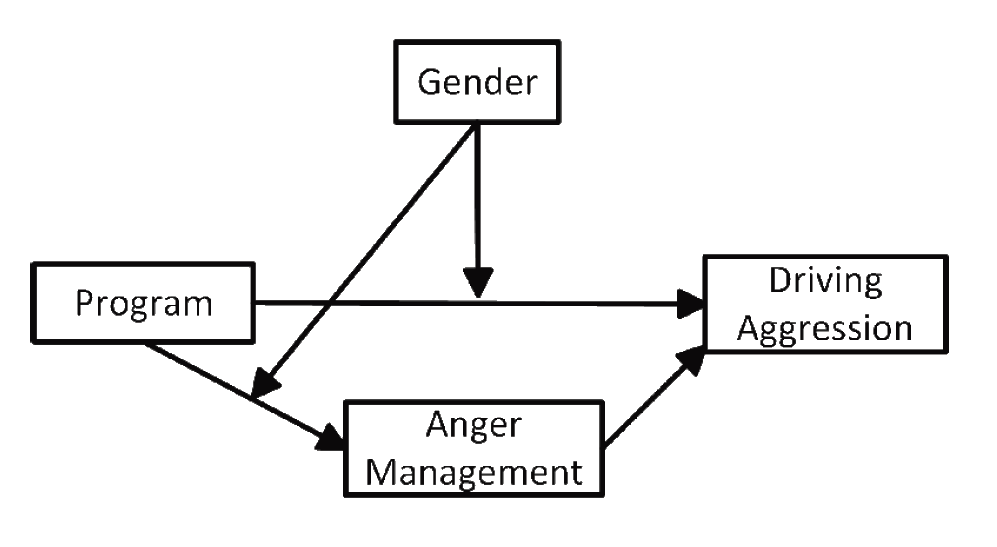 Gender
Program
Driving
Aggression
Anger
Management